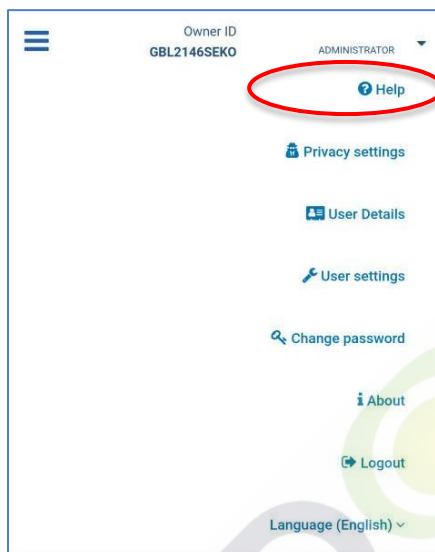 Owner ID
GBL2146SEKO
ADMINISTRATOR
Help
Privacy settings
User Details
User settings
Change password
About
Logout
Language (English)